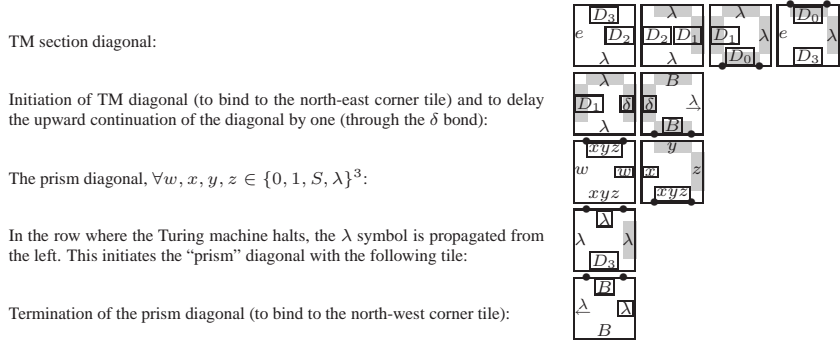 D₃ λ λ D₀
TM section diagonal: e D₂ D₂ D₁ D₁ λ e λ
λ λ D₀ D₃
λ B
Initiation of TM diagonal (to bind to the north-east corner tile) and to delay D₁ δ δ λ→
the upward continuation of the diagonal by one (through the δ bond): λ B
xyz y
The prism diagonal, ∀w, x, y, z ∈ {0, 1, S, λ}³: w w x z
xyz xyz
λ
In the row where the Turing machine halts, the λ symbol is propagated from λ λ
the left. This initiates the “prism” diagonal with the following tile: D₃
B
Termination of the prism diagonal (to bind to the north-west corner tile): λ← λ
B